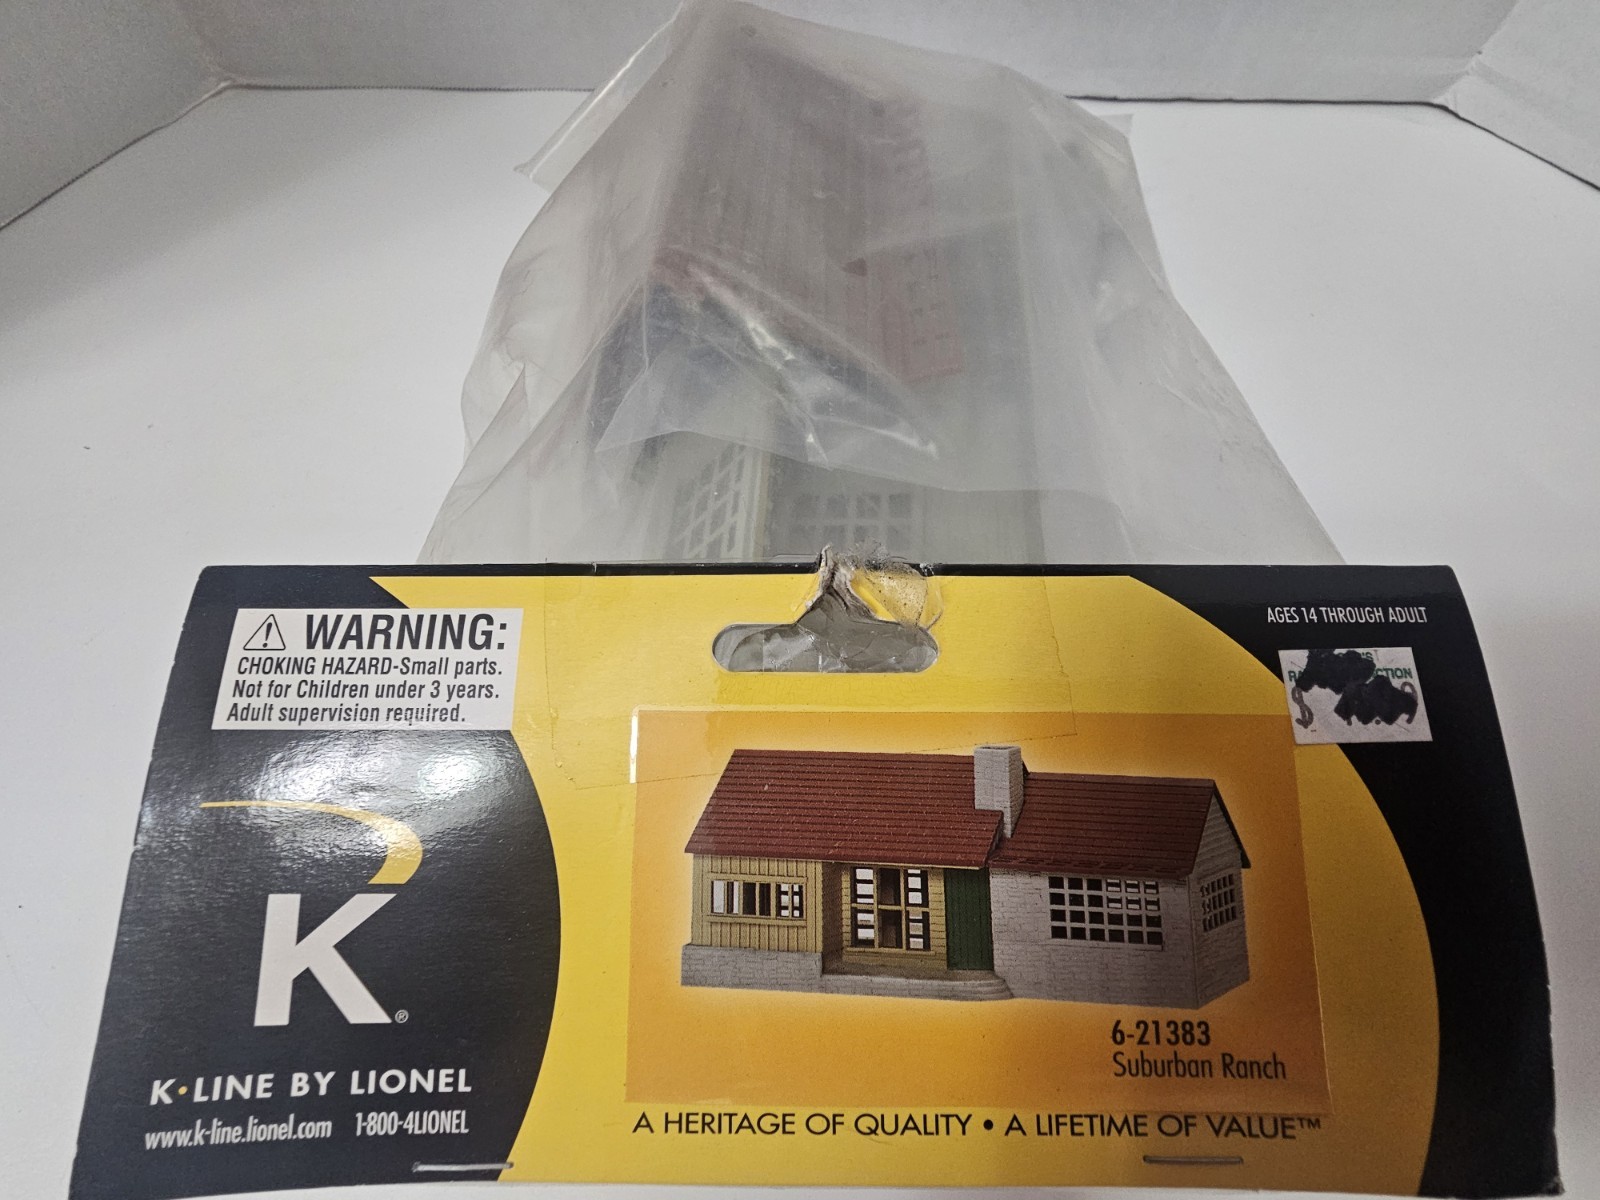 WARNING:
CHOKING HAZARD-Small parts.
Not for Children under 3 years.
Adult supervision required.
AGES 14 THROUGH ADULT
$
K®
K·LINE BY LIONEL
www.k-line.lionel.com 1-800-4LIONEL
6-21383
Suburban Ranch
A HERITAGE OF QUALITY • A LIFETIME OF VALUE™